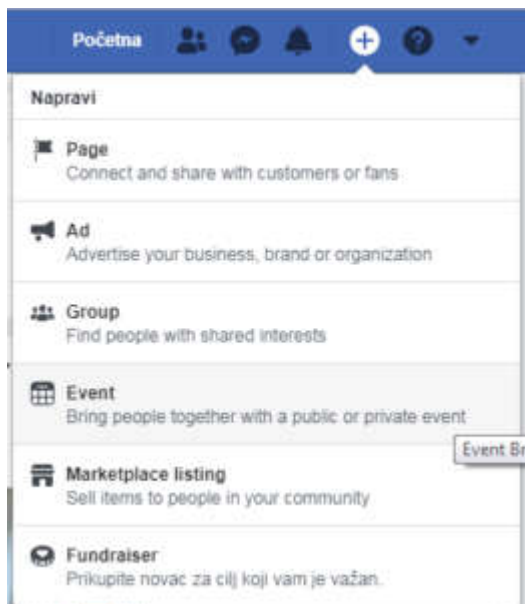 Početna
Napravi
Page
Connect and share with customers or fans
Ad
Advertise your business, brand or organization
Group
Find people with shared interests
Event
Bring people together with a public or private event
Event Br
Marketplace listing
Sell items to people in your community
Fundraiser
Prikupite novac za cilj koji vam je važan.